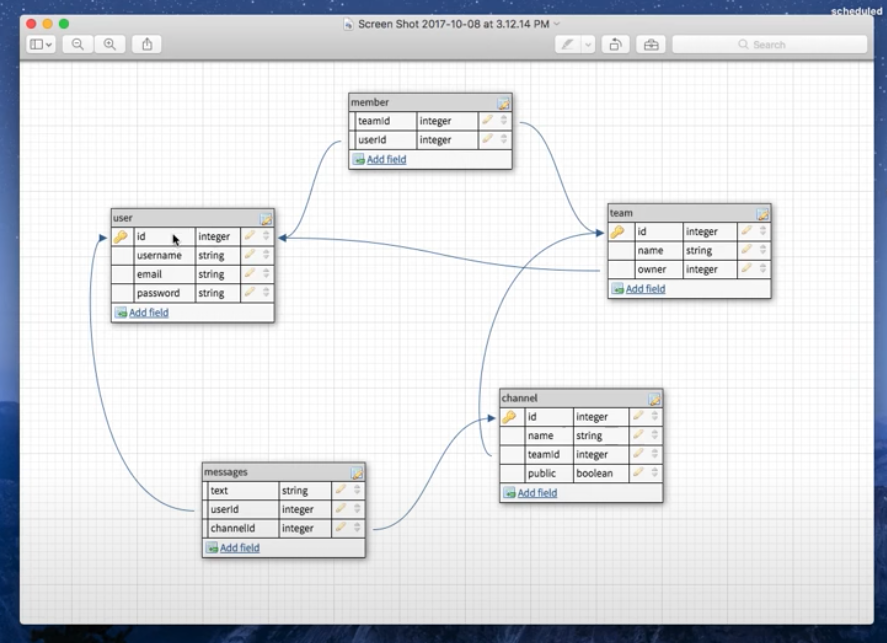 scheduled
Screen Shot 2017-10-08 at 3.12.14 PM
Search
member
teamId integer
userId integer
Add field
user
id integer
username string
email string
password string
Add field
team
id integer
name string
owner integer
Add field
channel
id integer
name string
teamId integer
public boolean
Add field
messages
text string
userId integer
channelId integer
Add field